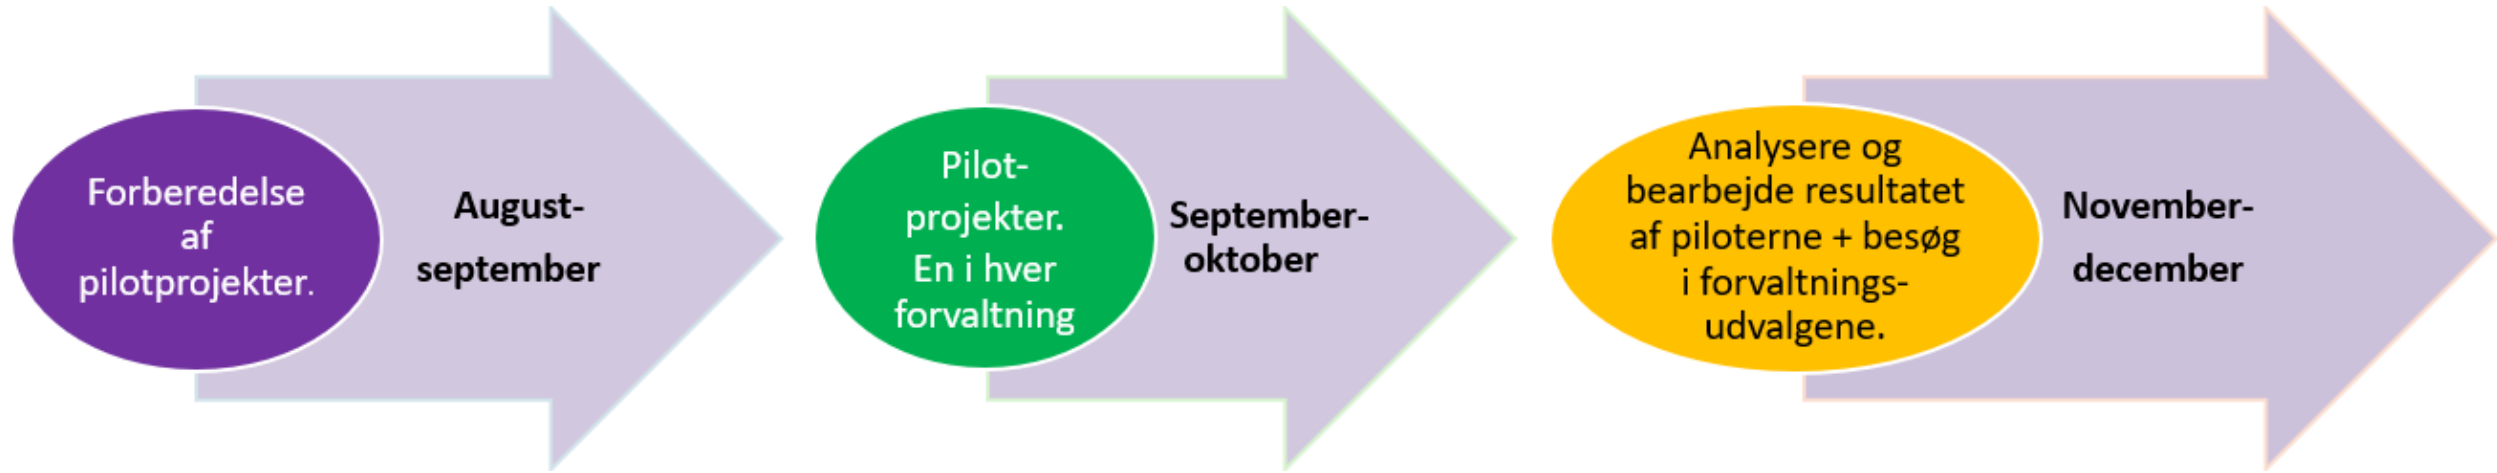 Forberedelse
af
pilotprojekter.
August-
september
Pilot-
projekter.
En i hver
forvaltning
September-
oktober
Analysere og
bearbejde resultatet
af piloterne + besøg
i forvaltnings-
udvalgene.
November-
december